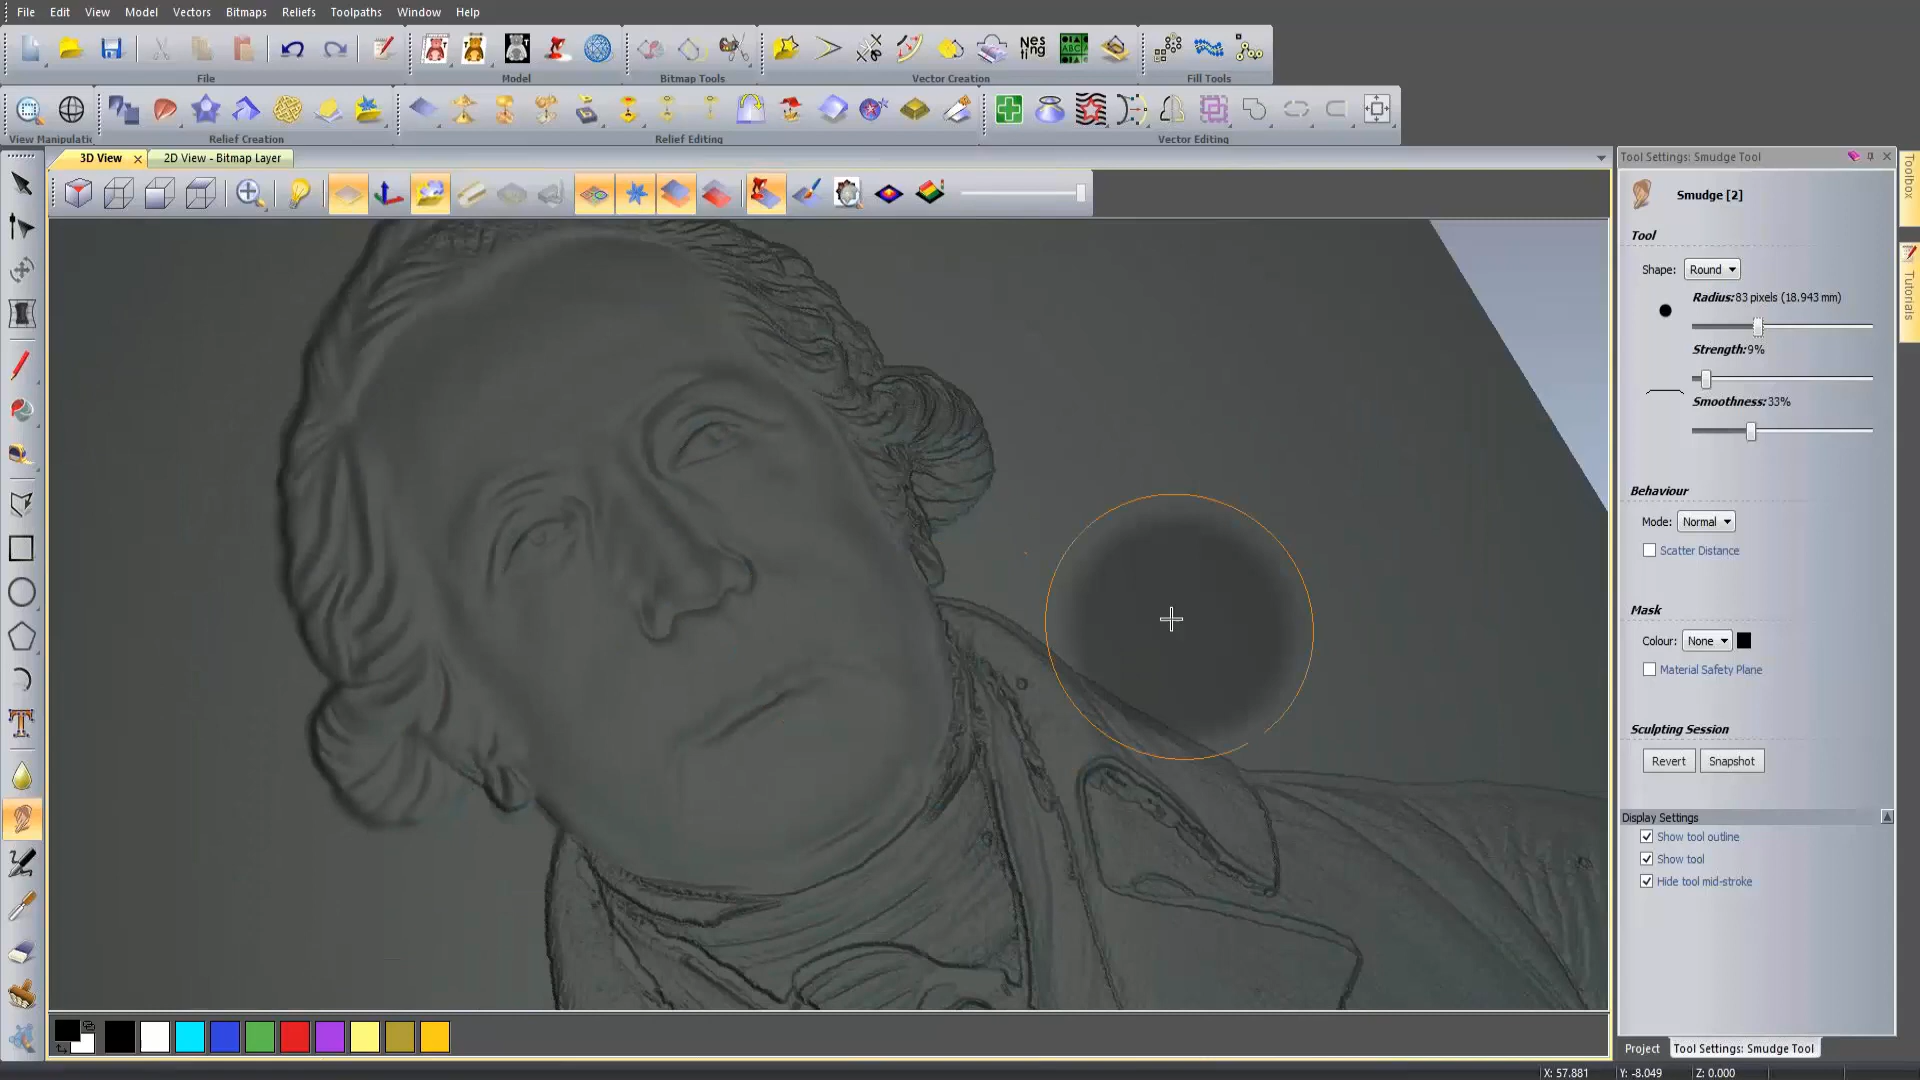 File Edit View Model Vectors Bitmaps Reliefs Toolpaths Window Help
Nes
ting
ABC
File Model Bitmap Tools Vector Creation Fill Tools
View Manipulatic Relief Creation Relief Editing Vector Editing
3D View 2D View - Bitmap Layer
Tool Settings: Smudge Tool
Toolbox
Tutorials
Smudge [2]
Tool
Shape: Round
Radius: 83 pixels (18.943 mm)
Strength: 9%
Smoothness: 33%
Behaviour
Mode: Normal
Scatter Distance
Mask
Colour: None
Material Safety Plane
Sculpting Session
Revert Snapshot
Display Settings
Show tool outline
Show tool
Hide tool mid-stroke
T
Project Tool Settings: Smudge Tool
X: 57.881 Y: -8.049 Z: 0.000